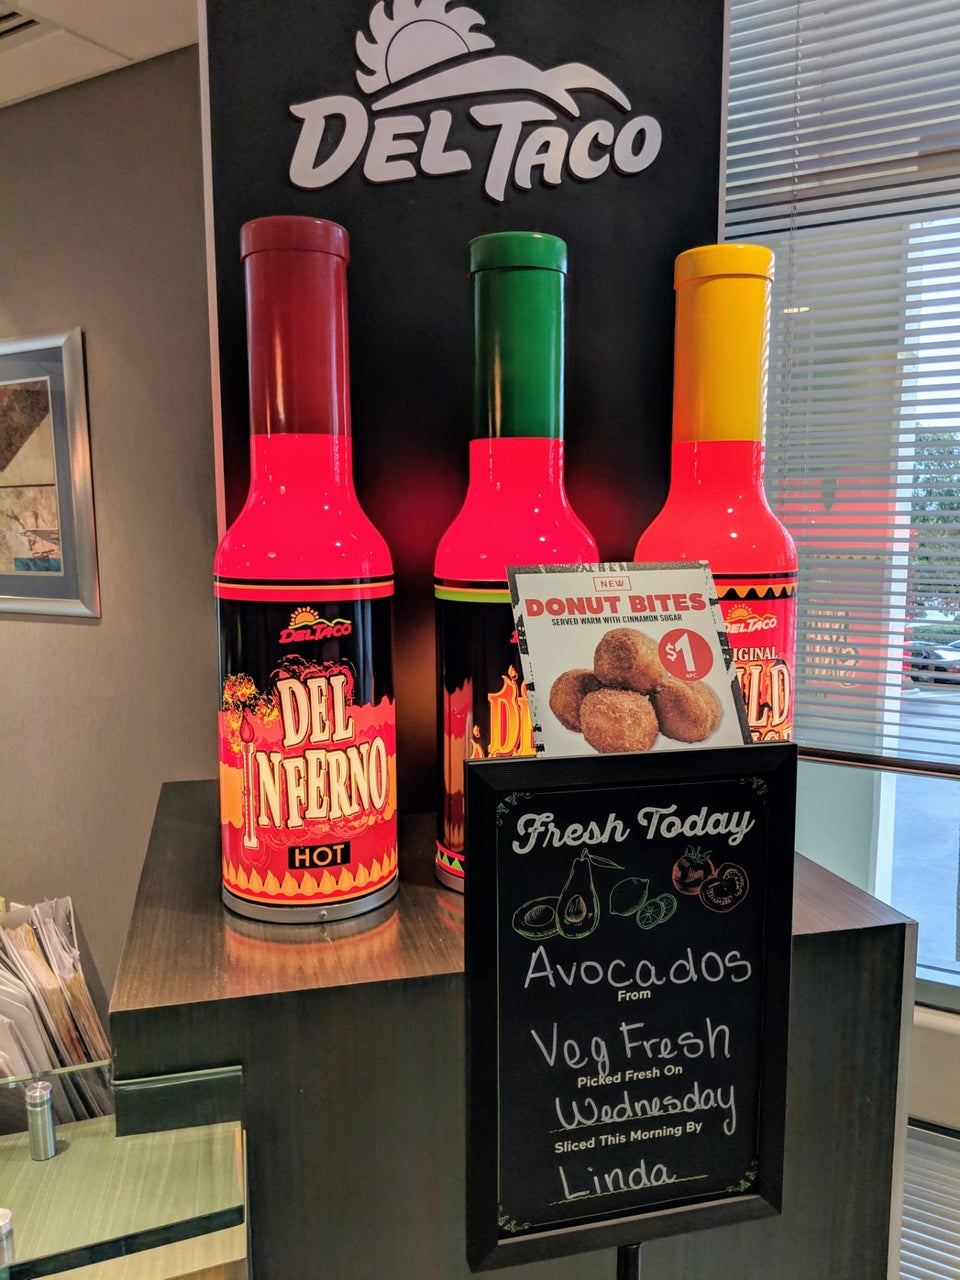 DEL TACO
NEW
DONUT BITES
SERVED WARM WITH CINNAMON SUGAR
$1
4PC.
DEL TACO
DEL
INFERNO
HOT
DEL TACO
Fresh Today
Avocados
From
Veg Fresh
Picked Fresh On
Wednesday
Sliced This Morning By
Linda